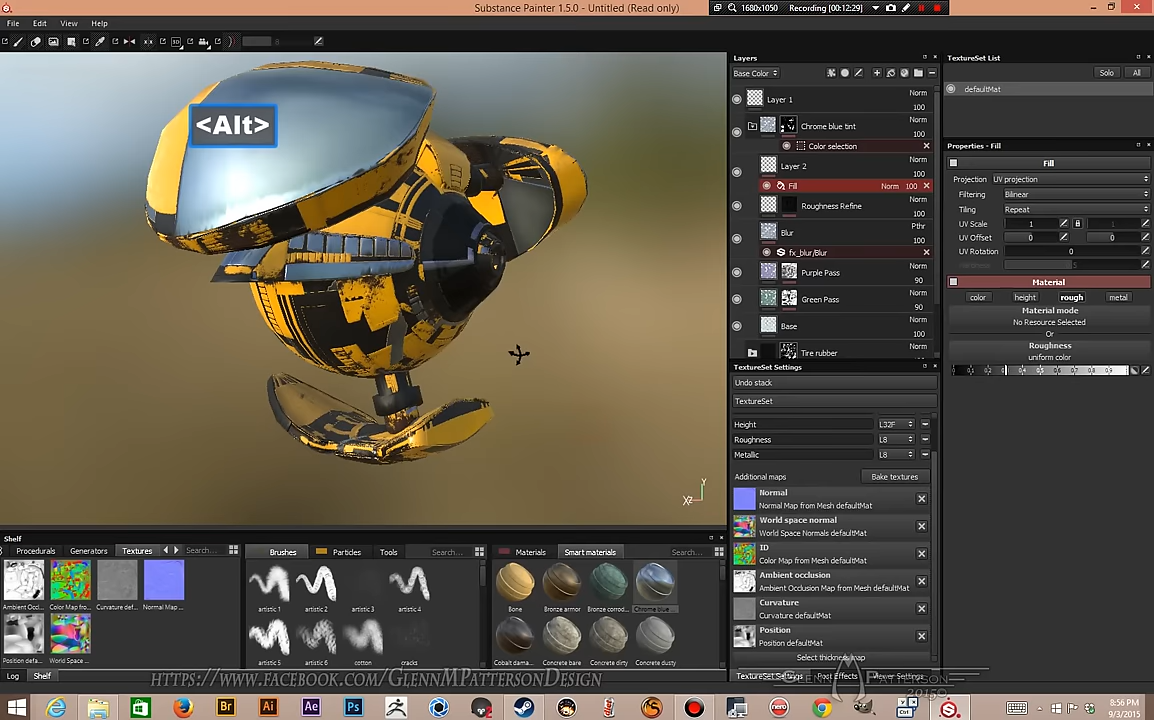 Substance Painter 1.5.0 - Untitled (Read only)
1680x1050
Recording [00:12:29]
File Edit View Help
<Alt>
Layers
Base Color
Layer 1
Norm
100
Chrome blue tint
Norm
100
Color selection
Layer 2
Norm
100
Fill
Norm 100
Roughness Refine
Norm
100
Blur
Pthr
100
fx_blur/Blur
Purple Pass
Norm
90
Green Pass
Norm
90
Base
Norm
100
Tire rubber
Norm
TextureSet List
Solo
All
defaultMat
Properties - Fill
Fill
Projection UV projection
Filtering Bilinear
Tiling Repeat
UV Scale 1
UV Offset 0 0
UV Rotation 0
Material
color height rough metal
Material mode
No Resource Selected
Or
Roughness
uniform color
TextureSet Settings
Undo stack
TextureSet
Height L32F
Roughness L8
Metallic L8
Additional maps
Bake textures
Normal
Normal Map from Mesh defaultMat
World space normal
World Space Normals defaultMat
ID
Color Map from Mesh defaultMat
Ambient occlusion
Ambient Occlusion Map from Mesh defaultMat
Curvature
Curvature defaultMat
Position
Position defaultMat
Select thickness map
TextureSet Settings Post Effects Viewer Settings
Y
Shelf
Procedurals Generators Textures Search...
Ambient Occl... Color Map fro... Curvature def... Normal Map ...
Position defa... World Space ...
Brushes Particles Tools Search...
artistic 1 artistic 2 artistic 3 artistic 4
artistic 5 artistic 6 cotton cracks
Materials Smart materials Search...
Bone Bronze armor Bronze corrod... Chrome blue ...
Cobalt dama... Concrete bare Concrete dirty Concrete dusty
Log Shelf
https://www.facebook.com/GlennMPattersonDesign
Glenn Patterson
2015©
Br Ai Ae Ps
8:56 PM
9/3/2015